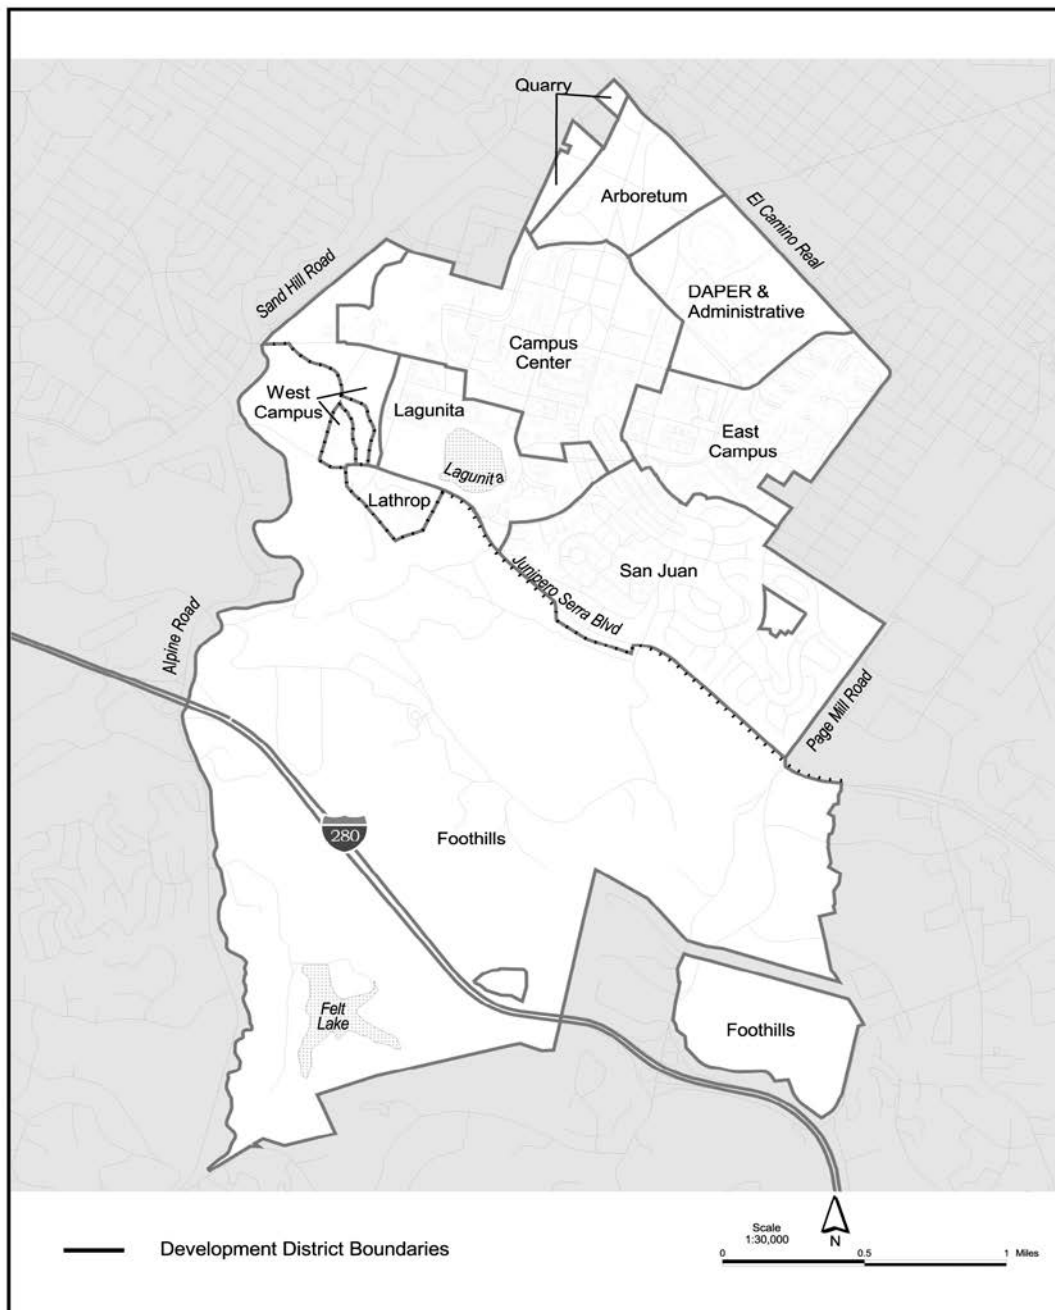 Quarry
Arboretum
El Camino Real
Sand Hill Road
DAPER &
Administrative
Campus
Center
West
Campus
Lagunita
East
Campus
Lagunita
Lathrop
San Juan
Junipero Serra Blvd
Alpine Road
Page Mill Road
280
Foothills
Felt
Lake
Foothills
Development District Boundaries
Scale
1:30,000
N
0 0.5 1 Miles